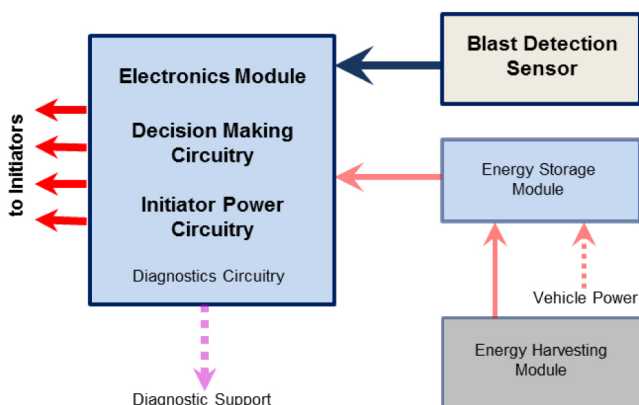 to Initiators
Electronics Module
Decision Making
Circuitry
Initiator Power
Circuitry
Diagnostics Circuitry
Diagnostic Support
Blast Detection
Sensor
Energy Storage
Module
Vehicle Power
Energy Harvesting
Module